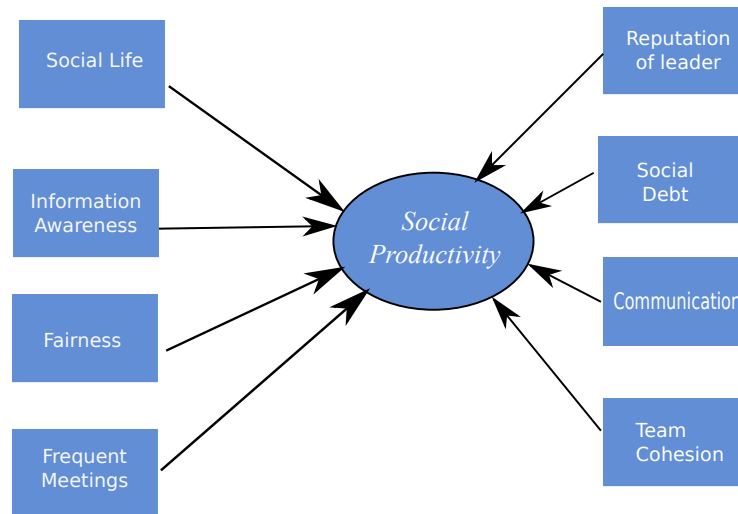 Social Life
Information
Awareness
Fairness
Frequent
Meetings
Social
Productivity
Reputation
of leader
Social
Debt
Communication
Team
Cohesion